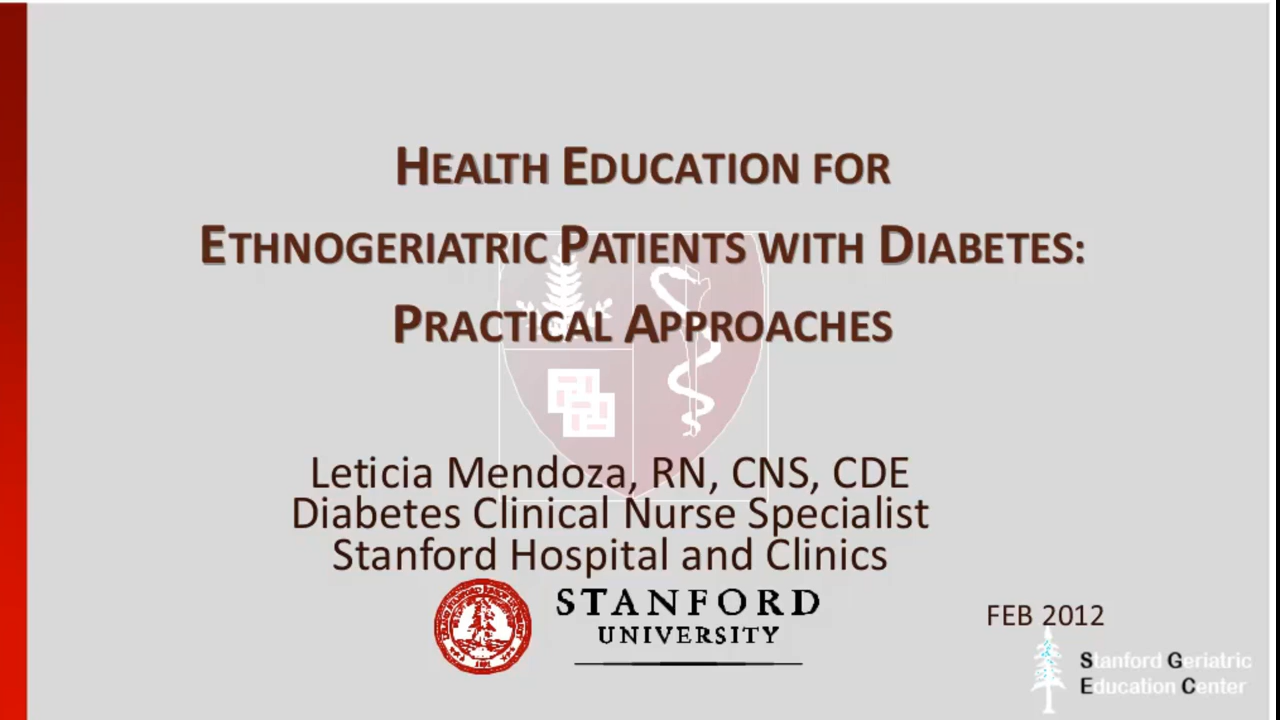 HEALTH EDUCATION FOR
ETHNOGERIATRIC PATIENTS WITH DIABETES:
PRACTICAL APPROACHES
Leticia Mendoza, RN, CNS, CDE
Diabetes Clinical Nurse Specialist
Stanford Hospital and Clinics
STANFORD
UNIVERSITY
FEB 2012
Stanford Geriatric
Education Center